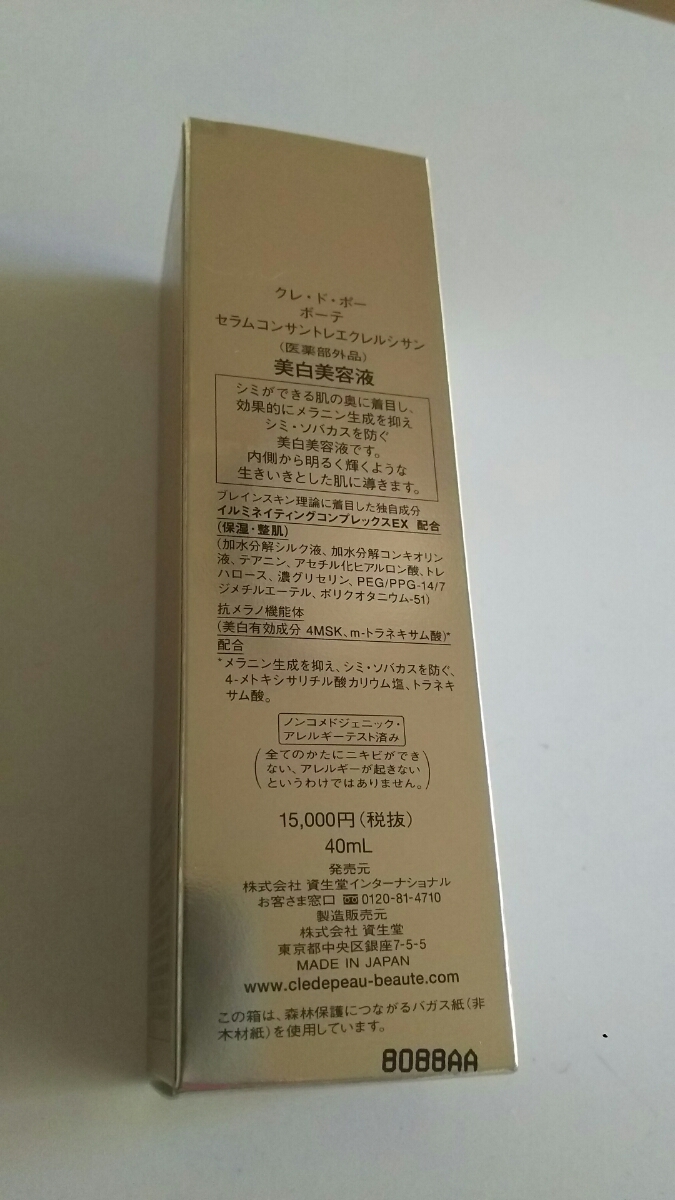 クレ・ド・ポー
ボーテ
セラムコンサントレエクレルシサン
(医薬部外品)
美白美容液
シミができる肌の奥に着目し、
効果的にメラニン生成を抑え
シミ・ソバカスを防ぐ
美白美容液です。
内側から明るく輝くような
生きいきとした肌に導きます。
ブレインスキン理論に着目した独自成分
イルミネイティングコンプレックスEX 配合
(保湿・整肌)
(加水分解シルク液、加水分解コンキオリン
液、テアニン、アセチル化ヒアルロン酸、トレ
ハロース、濃グリセリン、PEG/PPG-14/7
ジメチルエーテル、ポリクオタニウム-51)
抗メラノ機能体
(美白有効成分 4MSK、m-トラネキサム酸)*
配合
*メラニン生成を抑え、シミ・ソバカスを防ぐ、
4-メトキシサリチル酸カリウム塩、トラネキ
サム酸。
ノンコメドジェニック・
アレルギーテスト済み
(全てのかたにニキビができ
ない、アレルギーが起きない
というわけではありません。)
15,000円(税抜)
40mL
発売元
株式会社 資生堂インターナショナル
お客さま窓口 0120-81-4710
製造販売元
株式会社 資生堂
東京都中央区銀座7-5-5
MADE IN JAPAN
www.cledepeau-beaute.com
この箱は、森林保護につながるバガス紙(非
木材紙)を使用しています。
8088AA